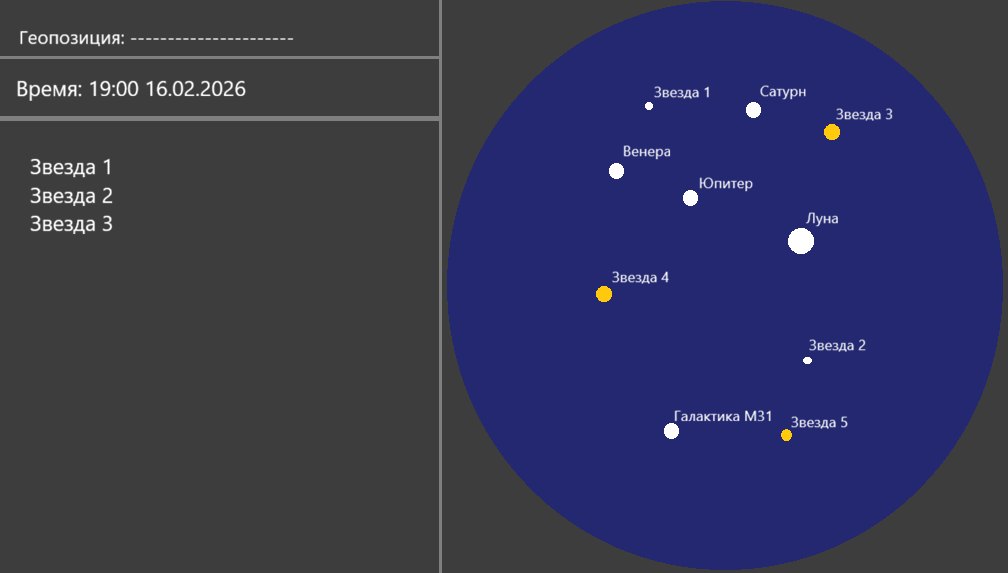 Геопозиция: ----------------------
Время: 19:00 16.02.2026
Звезда 1
Звезда 2
Звезда 3
Звезда 1
Сатурн
Звезда 3
Венера
Юпитер
Луна
Звезда 4
Звезда 2
Галактика М31
Звезда 5